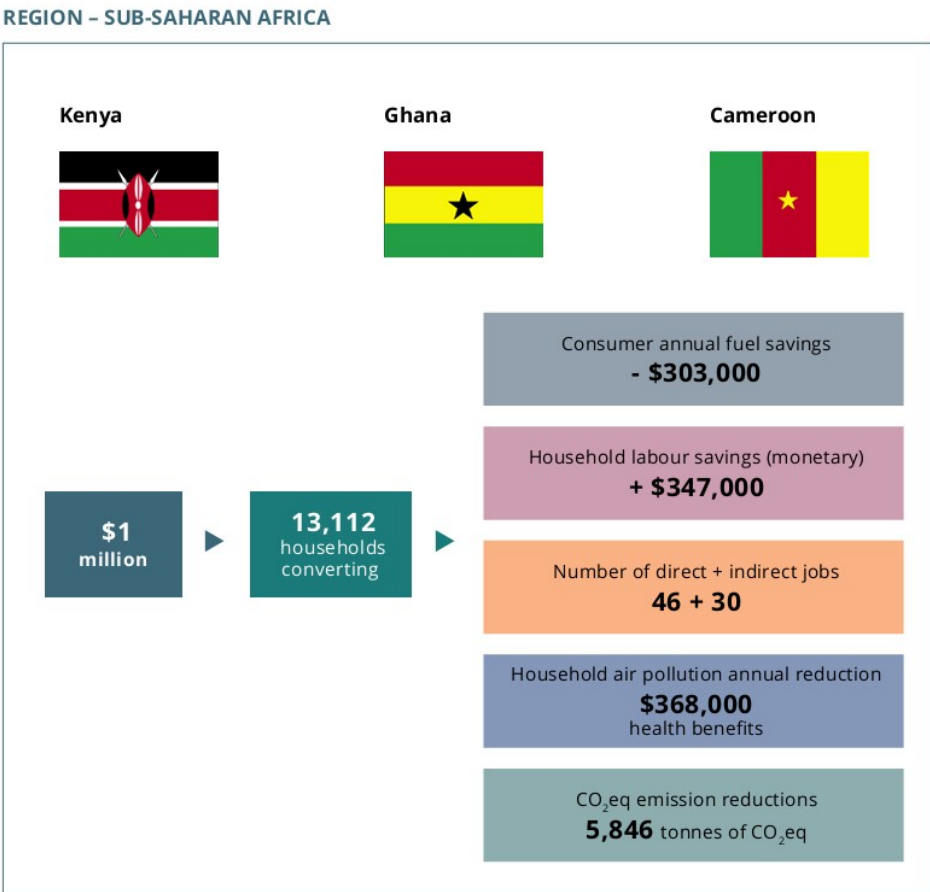 REGION – SUB-SAHARAN AFRICA
Kenya
Ghana
Cameroon
$1
million
13,112
households
converting
Consumer annual fuel savings
- $303,000
Household labour savings (monetary)
+ $347,000
Number of direct + indirect jobs
46 + 30
Household air pollution annual reduction
$368,000
health benefits
CO₂eq emission reductions
5,846 tonnes of CO₂eq